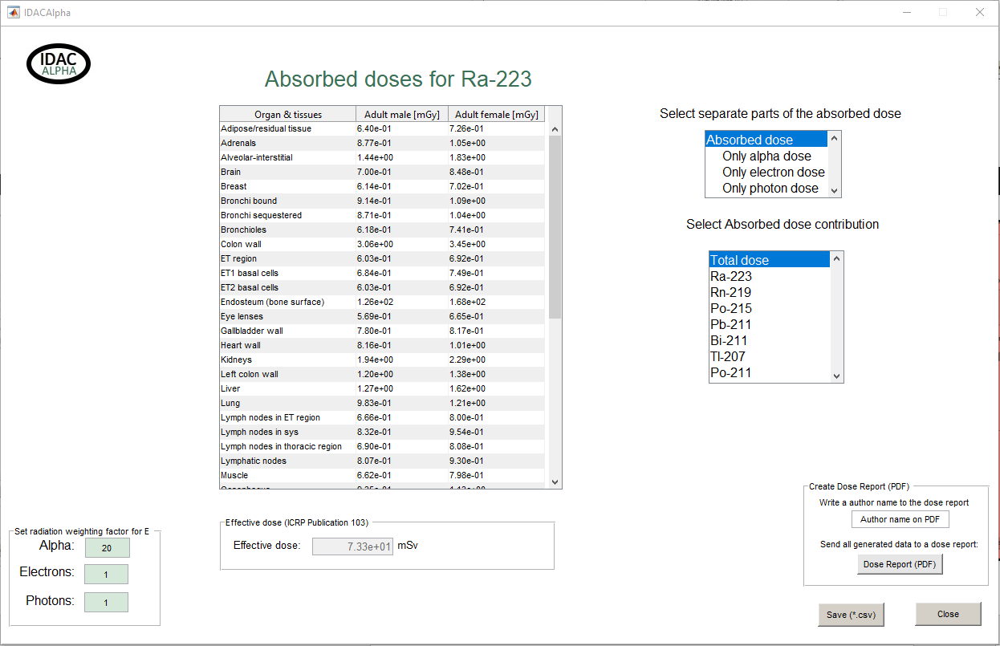 IDACAlpha
IDAC
ALPHA
Absorbed doses for Ra-223
Organ & tissues Adult male [mGy] Adult female [mGy]
Adipose/residual tissue 6.40e-01 7.26e-01
Adrenals 8.77e-01 1.05e+00
Alveolar-interstitial 1.44e+00 1.83e+00
Brain 7.00e-01 8.48e-01
Breast 6.14e-01 7.02e-01
Bronchi bound 9.14e-01 1.09e+00
Bronchi sequestered 8.71e-01 1.04e+00
Bronchioles 6.18e-01 7.41e-01
Colon wall 3.06e+00 3.45e+00
ET region 6.03e-01 6.92e-01
ET1 basal cells 6.84e-01 7.49e-01
ET2 basal cells 6.03e-01 6.92e-01
Endosteum (bone surface) 1.26e+02 1.68e+02
Eye lenses 5.69e-01 6.65e-01
Gallbladder wall 7.80e-01 8.17e-01
Heart wall 8.16e-01 1.01e+00
Kidneys 1.94e+00 2.29e+00
Left colon wall 1.20e+00 1.38e+00
Liver 1.27e+00 1.62e+00
Lung 9.83e-01 1.21e+00
Lymph nodes in ET region 6.66e-01 8.00e-01
Lymph nodes in sys 8.32e-01 9.54e-01
Lymph nodes in thoracic region 6.90e-01 8.08e-01
Lymphatic nodes 8.07e-01 9.30e-01
Muscle 6.62e-01 7.98e-01
Select separate parts of the absorbed dose
Absorbed dose
Only alpha dose
Only electron dose
Only photon dose
Select Absorbed dose contribution
Total dose
Ra-223
Rn-219
Po-215
Pb-211
Bi-211
Tl-207
Po-211
Set radiation weighting factor for E
Alpha: 20
Electrons: 1
Photons: 1
Effective dose (ICRP Publication 103)
Effective dose: 7.33e+01 mSv
Create Dose Report (PDF)
Write a author name to the dose report
Author name on PDF
Send all generated data to a dose report:
Dose Report (PDF)
Save (*.csv)
Close